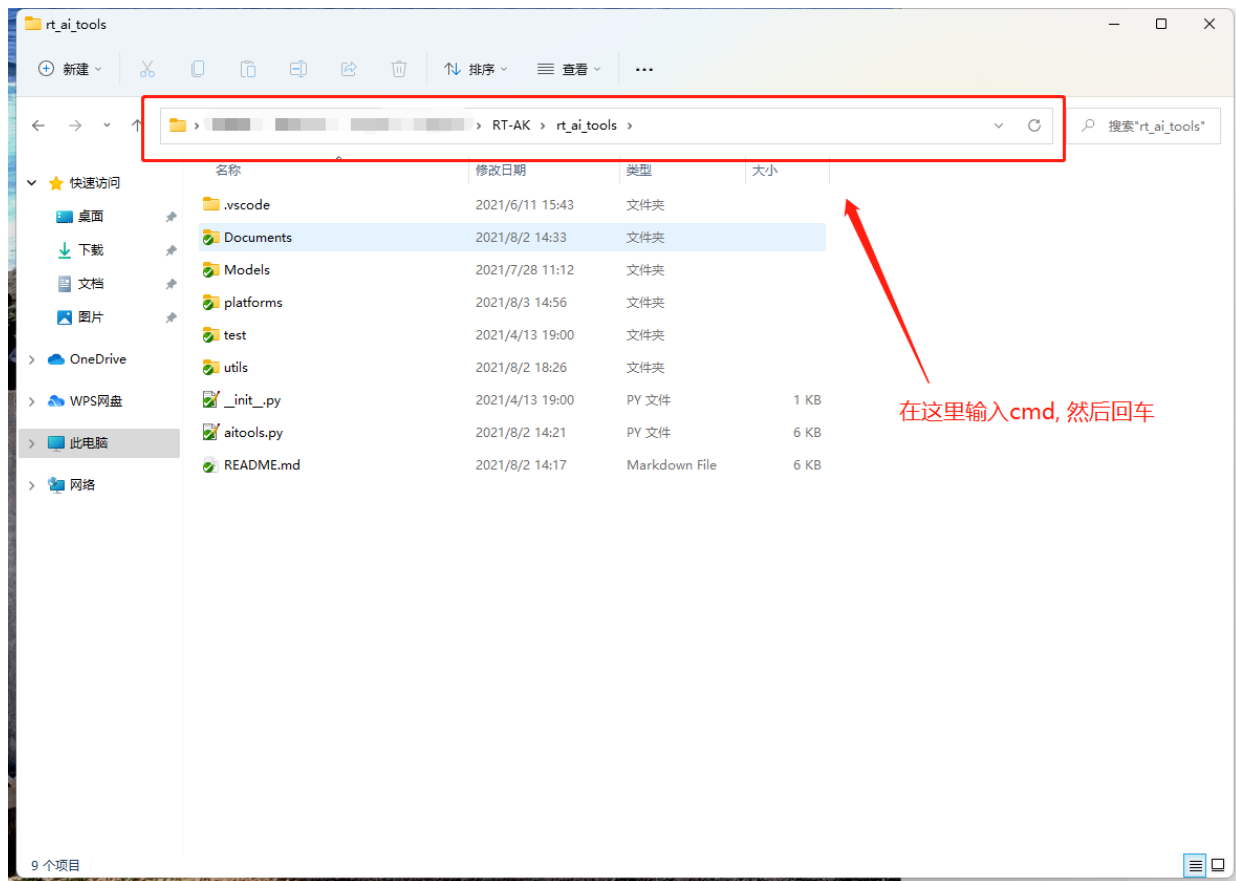 rt_ai_tools
新建 排序 查看
RT-AK rt_ai_tools 搜索"rt_ai_tools"
名称 修改日期 类型 大小
快速访问
桌面
下载
文档
图片
OneDrive
WPS网盘
此电脑
网络
.vscode 2021/6/11 15:43 文件夹
Documents 2021/8/2 14:33 文件夹
Models 2021/7/28 11:12 文件夹
platforms 2021/8/3 14:56 文件夹
test 2021/4/13 19:00 文件夹
utils 2021/8/2 18:26 文件夹
__init__.py 2021/4/13 19:00 PY 文件 1 KB
aitools.py 2021/8/2 14:21 PY 文件 6 KB
README.md 2021/8/2 14:17 Markdown File 6 KB
在这里输入cmd, 然后回车
9 个项目